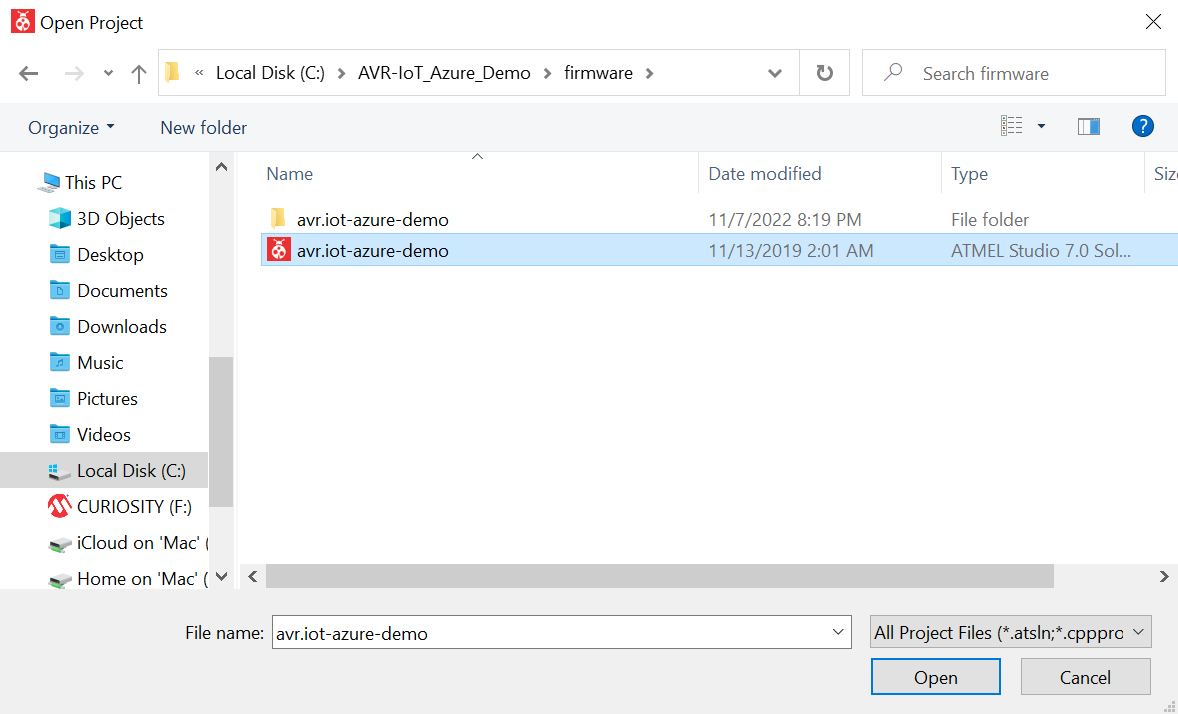 Open Project
« Local Disk (C:) > AVR-IoT_Azure_Demo > firmware >
Search firmware
Organize
New folder
?
Name
Date modified
Type
Siz
avr.iot-azure-demo 11/7/2022 8:19 PM File folder
avr.iot-azure-demo 11/13/2019 2:01 AM ATMEL Studio 7.0 Sol...
This PC
3D Objects
Desktop
Documents
Downloads
Music
Pictures
Videos
Local Disk (C:)
CURIOSITY (F:)
iCloud on 'Mac' (
Home on 'Mac' (
File name: avr.iot-azure-demo
All Project Files (*.atsln;*.cpppro
Open
Cancel